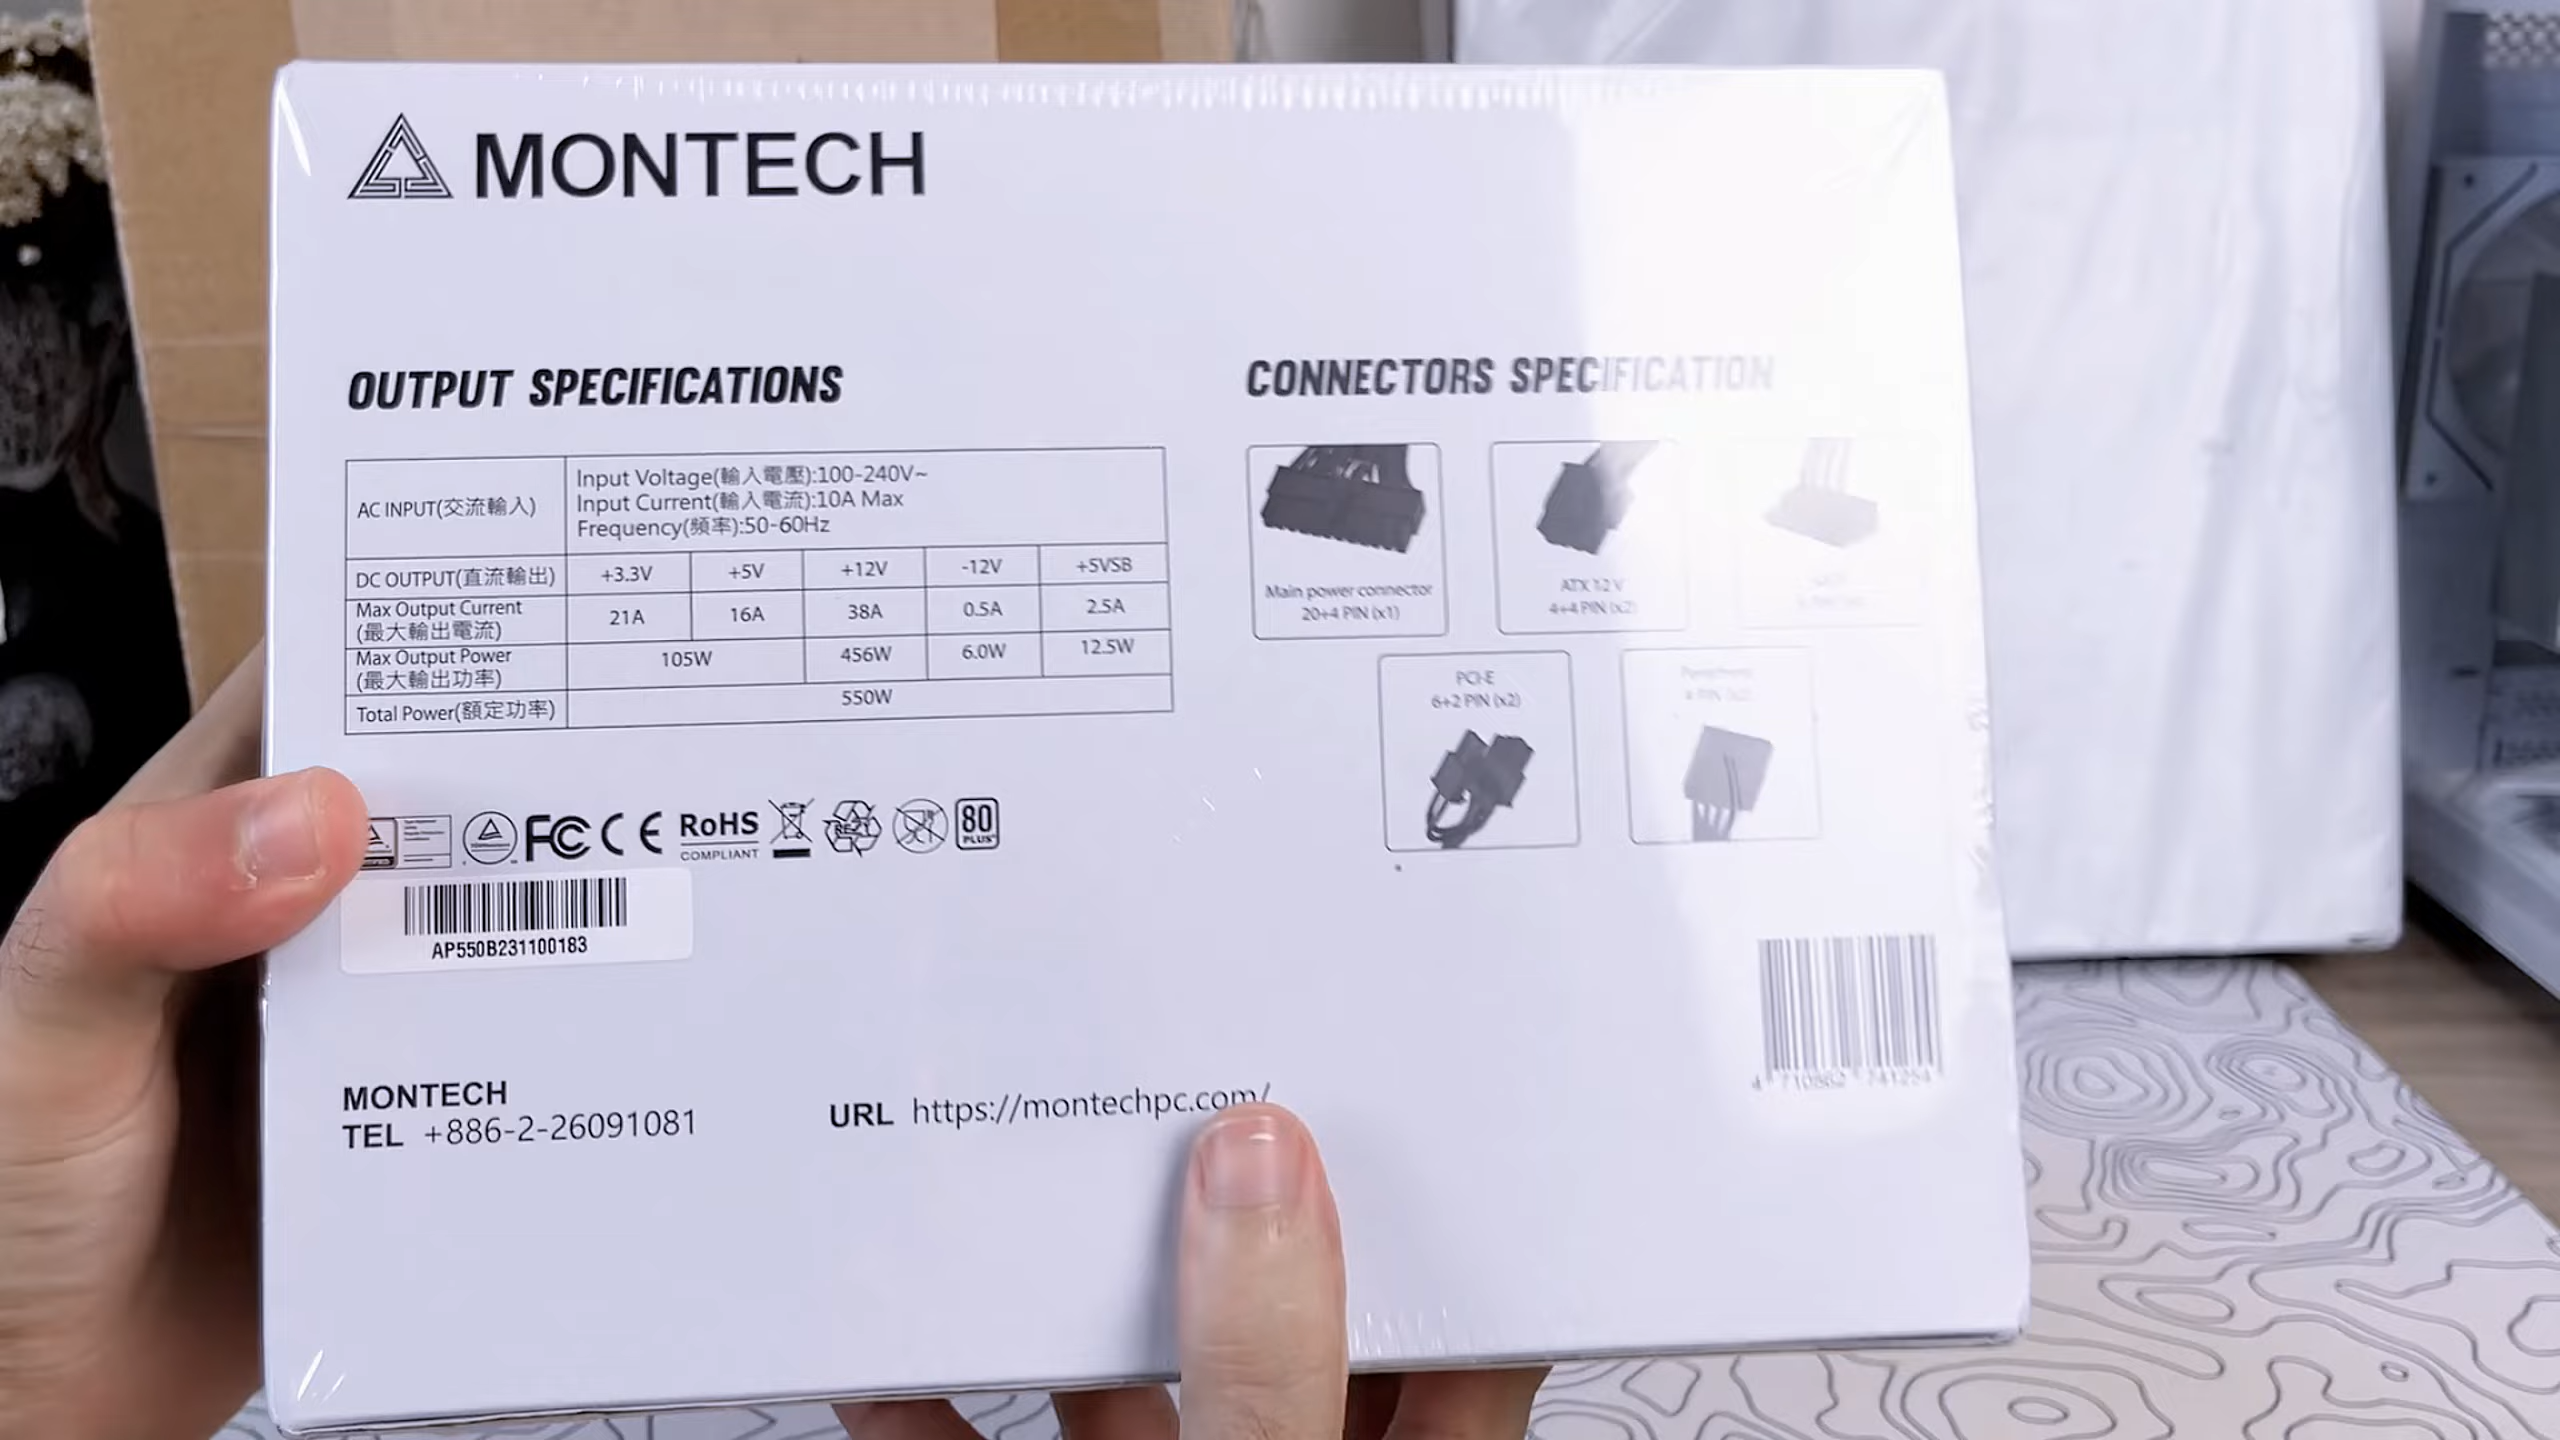 MONTECH
OUTPUT SPECIFICATIONS
AC INPUT(交流輸入)
Input Voltage(輸入電壓):100-240V~
Input Current(輸入電流):10A Max
Frequency(頻率):50-60Hz
DC OUTPUT(直流輸出) +3.3V +5V +12V -12V +5VSB
Max Output Current
(最大輸出電流)
21A 16A 38A 0.5A 2.5A
Max Output Power
(最大輸出功率)
105W 456W 6.0W 12.5W
Total Power(額定功率) 550W
CONNECTORS SPECIFICATION
Main power connector
20+4 PIN (x1)
ATX 12 V
4+4 PIN (x2)
PCI-E
6+2 PIN (x2)
FC CE RoHS
COMPLIANT
80
PLUS
AP550B231100183
MONTECH
TEL +886-2-26091081
URL https://montechpc.com/